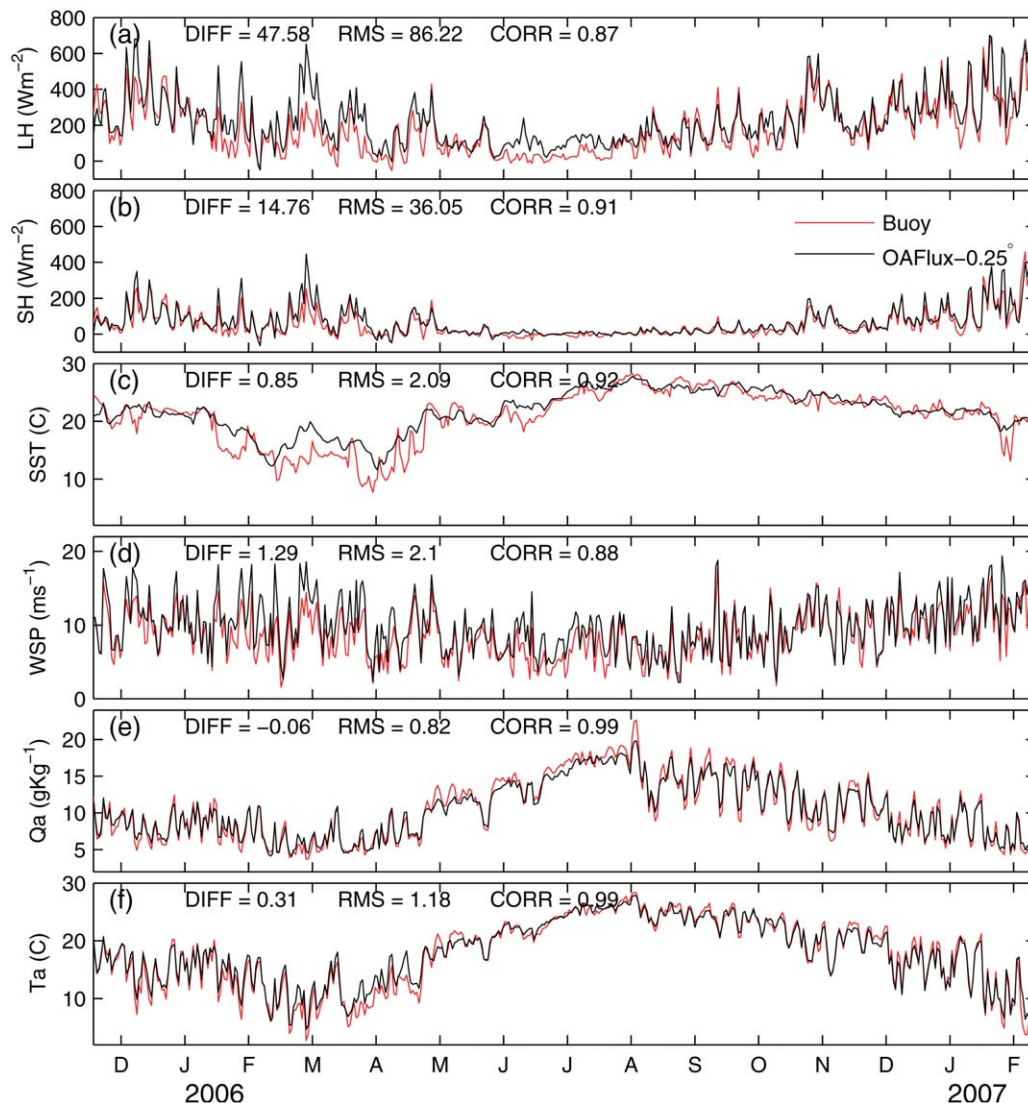 (a) DIFF = 47.58 RMS = 86.22 CORR = 0.87
LH (Wm⁻²)
800
600
400
200
0
(b) DIFF = 14.76 RMS = 36.05 CORR = 0.91
SH (Wm⁻²)
800
600
400
200
0
Buoy
OAFlux−0.25°
(c) DIFF = 0.85 RMS = 2.09 CORR = 0.92
SST (C)
30
20
10
(d) DIFF = 1.29 RMS = 2.1 CORR = 0.88
WSP (ms⁻¹)
20
10
0
(e) DIFF = −0.06 RMS = 0.82 CORR = 0.99
Qa (gKg⁻¹)
20
15
10
5
(f) DIFF = 0.31 RMS = 1.18 CORR = 0.99
Ta (C)
30
20
10
D J F M A M J J A S O N D J F
2006 2007